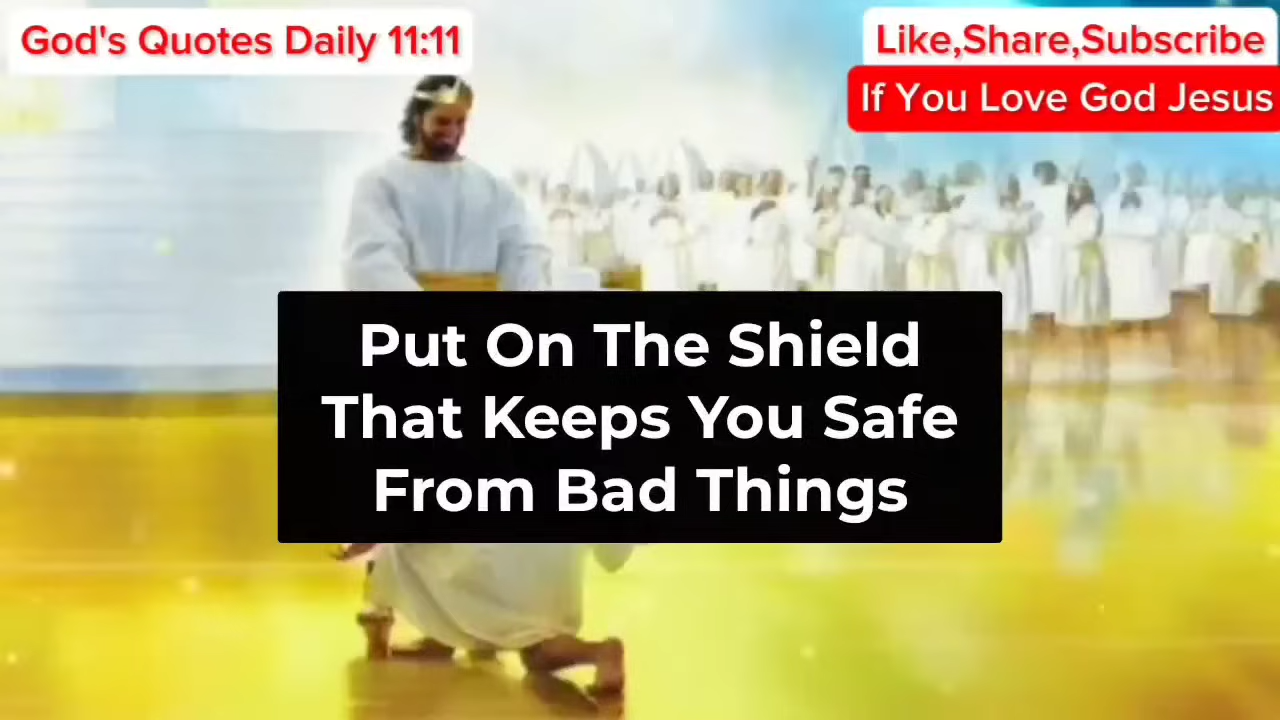 God's Quotes Daily 11:11
Like,Share,Subscribe
If You Love God Jesus
Put On The Shield
That Keeps You Safe
From Bad Things